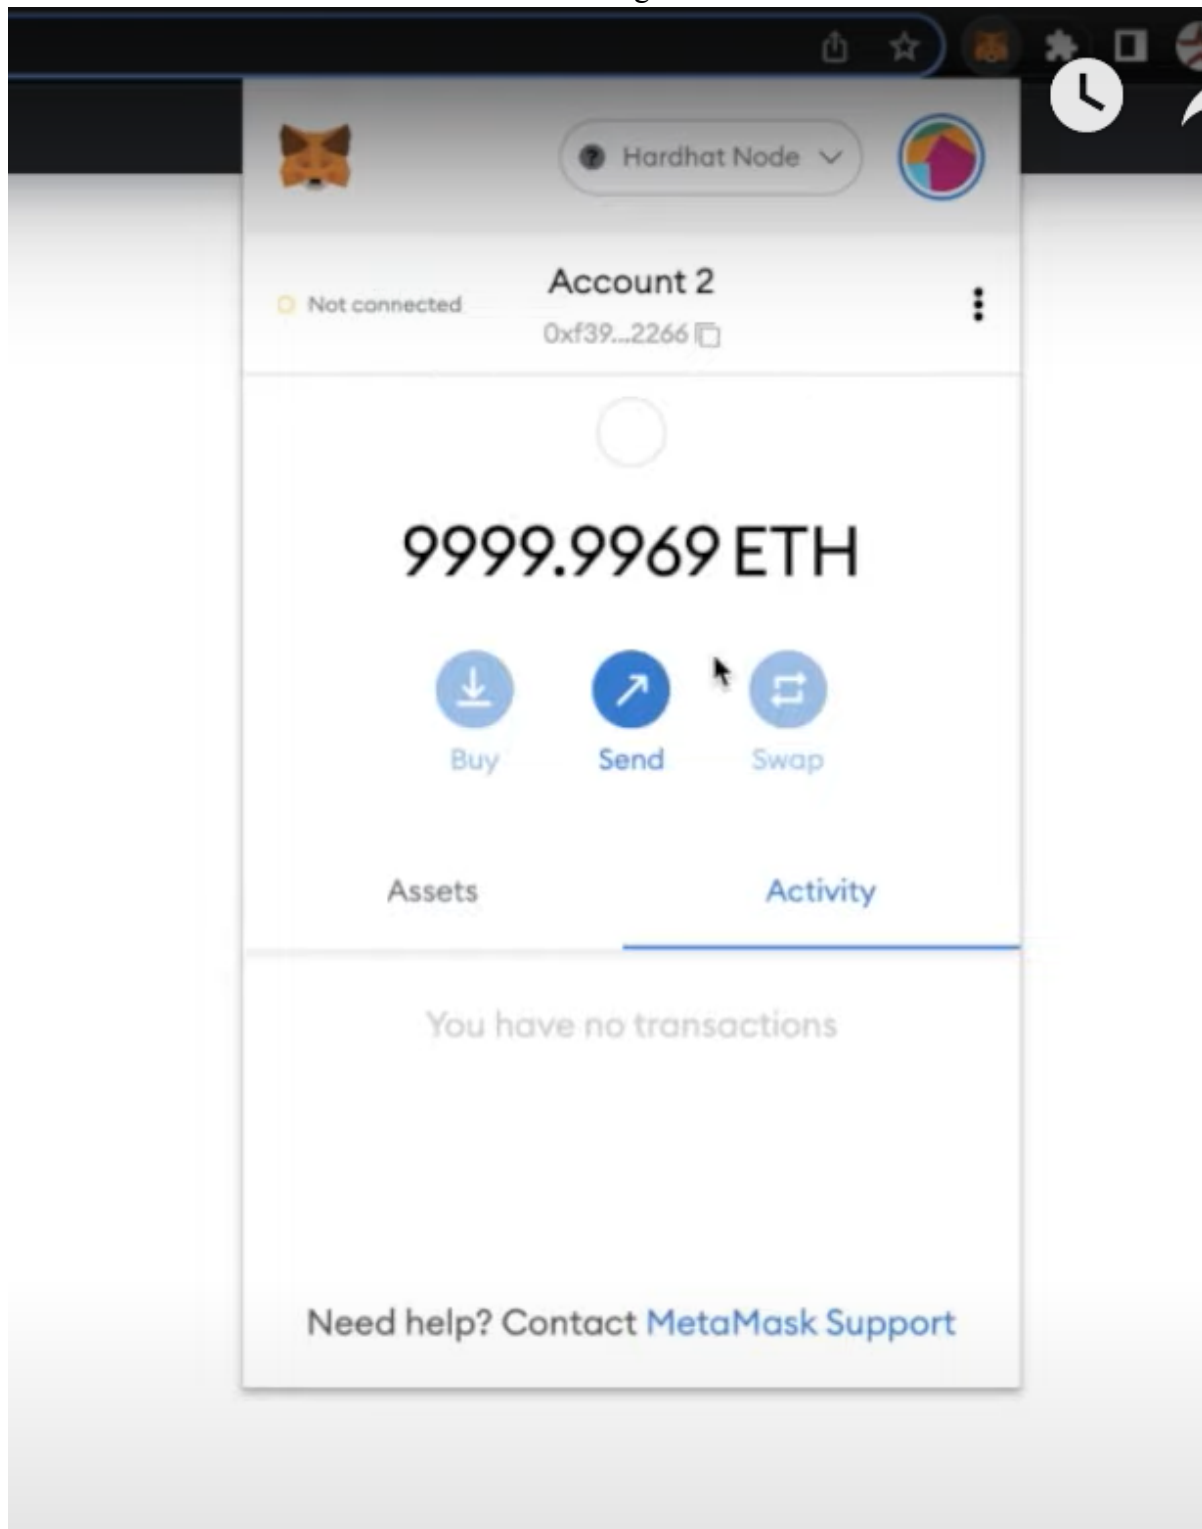 Hardhat Node
Account 2
Not connected
0xf39...2266
9999.9969 ETH
Buy
Send
Swap
Assets
Activity
You have no transactions
Need help? Contact MetaMask Support